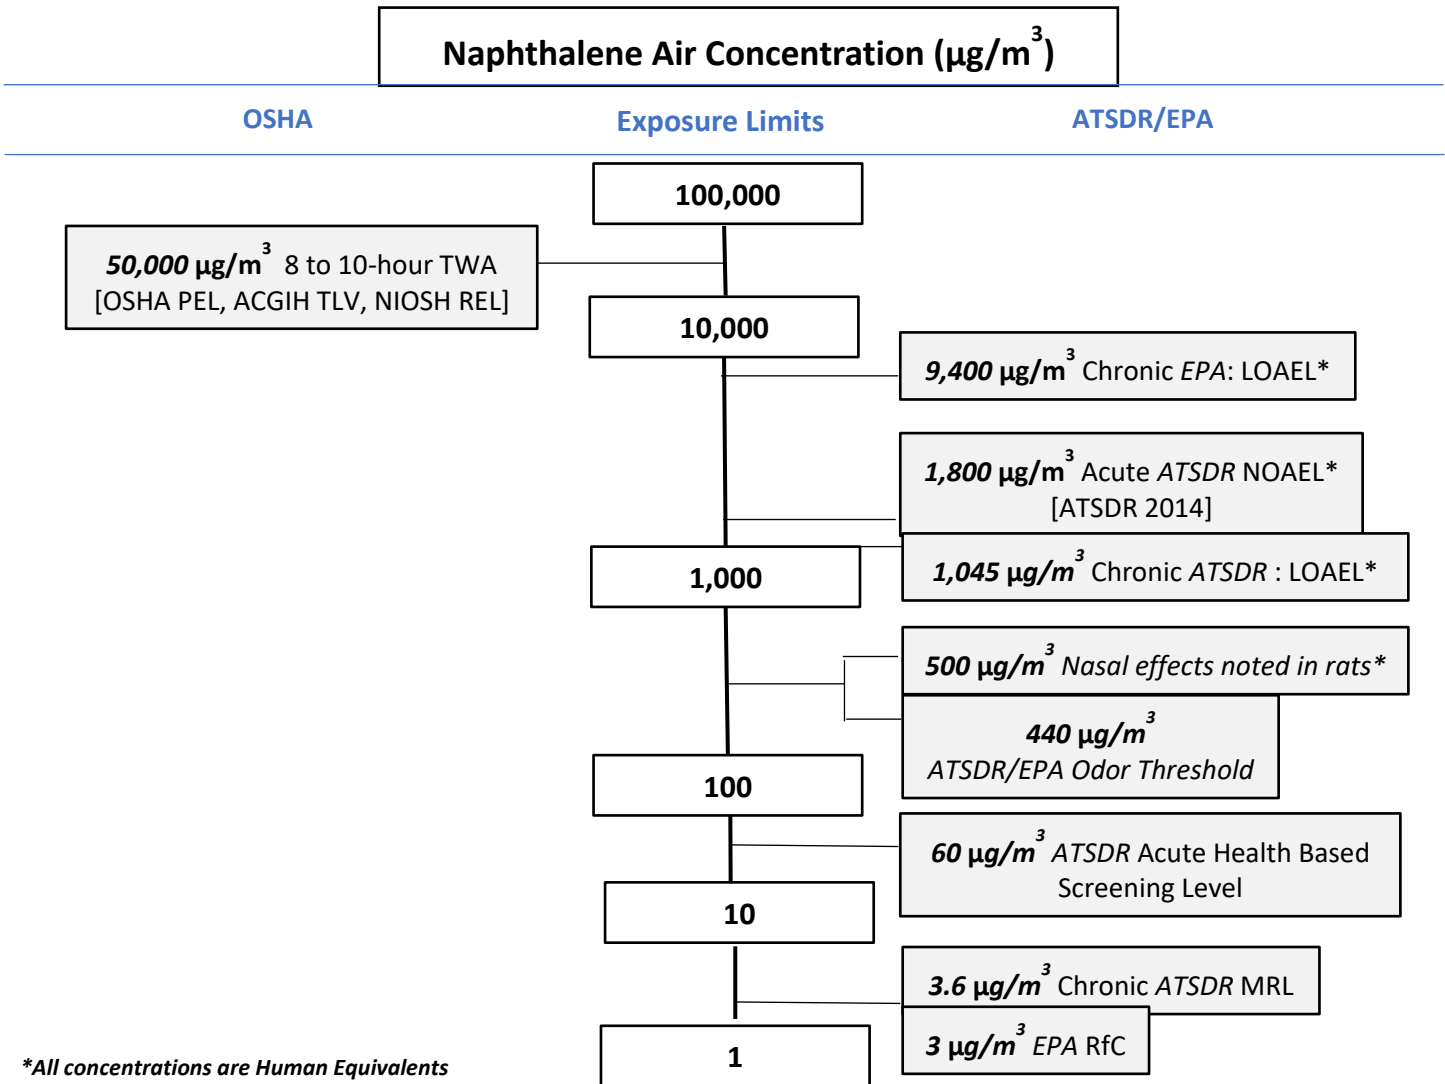 Naphthalene Air Concentration (µg/m³)
OSHA
Exposure Limits
ATSDR/EPA
100,000
50,000 µg/m³ 8 to 10-hour TWA
[OSHA PEL, ACGIH TLV, NIOSH REL]
10,000
9,400 µg/m³ Chronic EPA: LOAEL*
1,800 µg/m³ Acute ATSDR NOAEL*
[ATSDR 2014]
1,000
1,045 µg/m³ Chronic ATSDR : LOAEL*
500 µg/m³ Nasal effects noted in rats*
440 µg/m³
ATSDR/EPA Odor Threshold
100
60 µg/m³ ATSDR Acute Health Based
Screening Level
10
3.6 µg/m³ Chronic ATSDR MRL
3 µg/m³ EPA RfC
1
*All concentrations are Human Equivalents